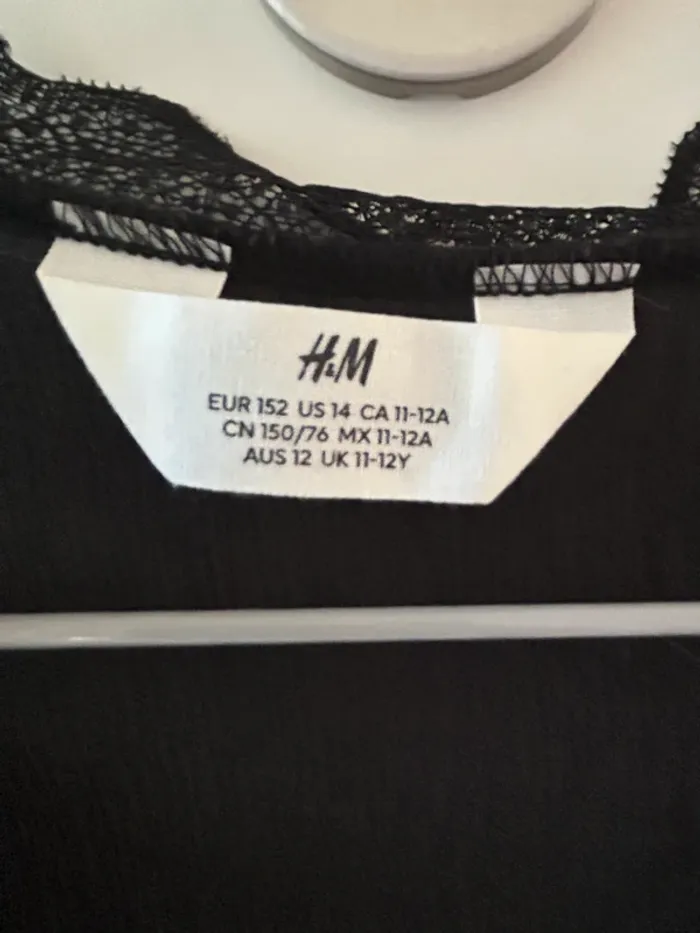 H&M
EUR 152 US 14 CA 11-12A
CN 150/76 MX 11-12A
AUS 12 UK 11-12Y